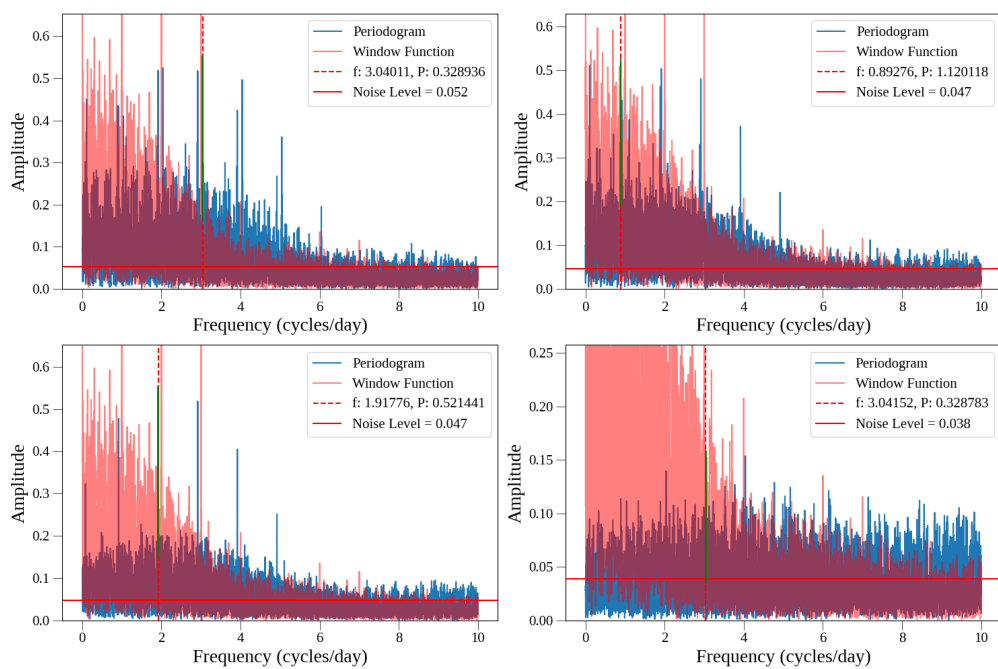 Periodogram
Window Function
f: 3.04011, P: 0.328936
Noise Level = 0.052
Amplitude
0.6
0.5
0.4
0.3
0.2
0.1
0.0
0 2 4 6 8 10
Frequency (cycles/day)
Periodogram
Window Function
f: 0.89276, P: 1.120118
Noise Level = 0.047
Amplitude
0.6
0.5
0.4
0.3
0.2
0.1
0.0
0 2 4 6 8 10
Frequency (cycles/day)
Periodogram
Window Function
f: 1.91776, P: 0.521441
Noise Level = 0.047
Amplitude
0.6
0.5
0.4
0.3
0.2
0.1
0.0
0 2 4 6 8 10
Frequency (cycles/day)
Periodogram
Window Function
f: 3.04152, P: 0.328783
Noise Level = 0.038
Amplitude
0.25
0.20
0.15
0.10
0.05
0.00
0 2 4 6 8 10
Frequency (cycles/day)